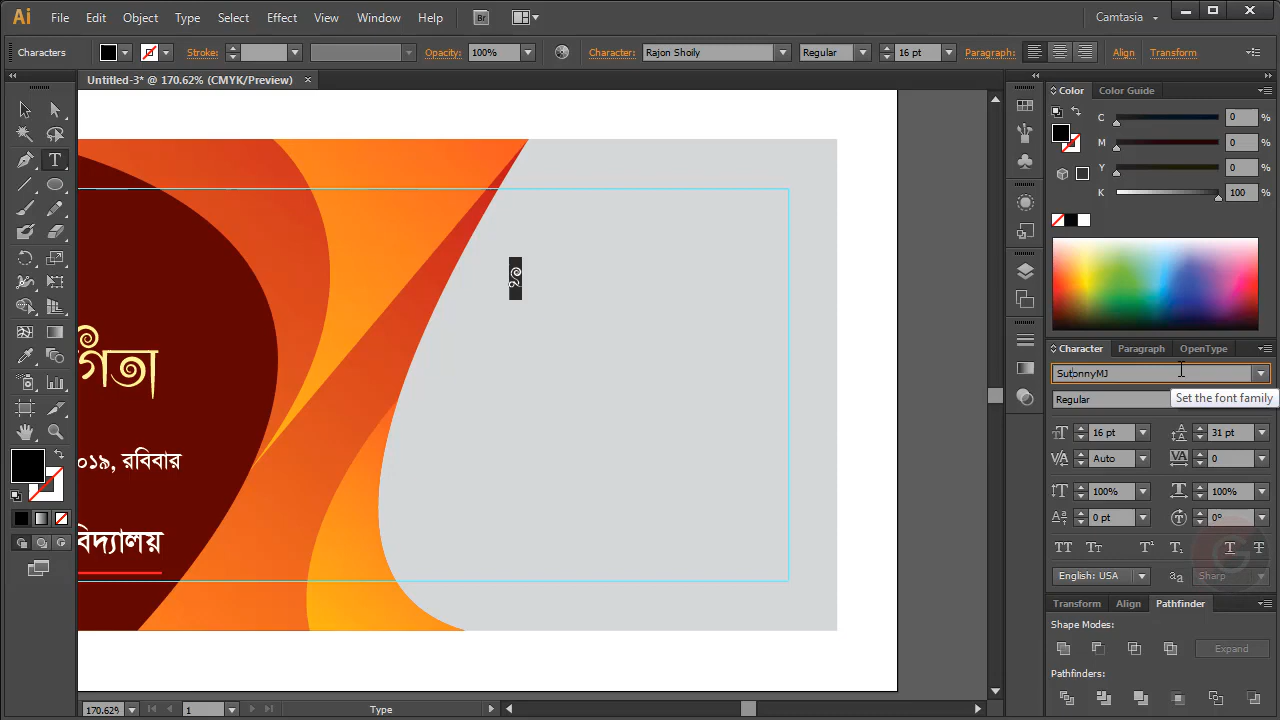 Ai File Edit Object Type Select Effect View Window Help Br Camtasia
Characters Stroke: Opacity: 100% Character: Rajon Shoily Regular 16 pt Paragraph: Align Transform
Untitled-3* @ 170.62% (CMYK/Preview) ×
Color Color Guide
C 0 %
M 0 %
Y 0 %
K 100 %
গিতা
০১৯, রবিবার
বিদ্যালয়
Character Paragraph OpenType
SutonnyMJ
Regular
Set the font family
16 pt 31 pt
Auto 0
100% 100%
0 pt 0°
English: USA Sharp
Transform Align Pathfinder
Shape Modes:
Expand
Pathfinders:
170.62% 1 Type